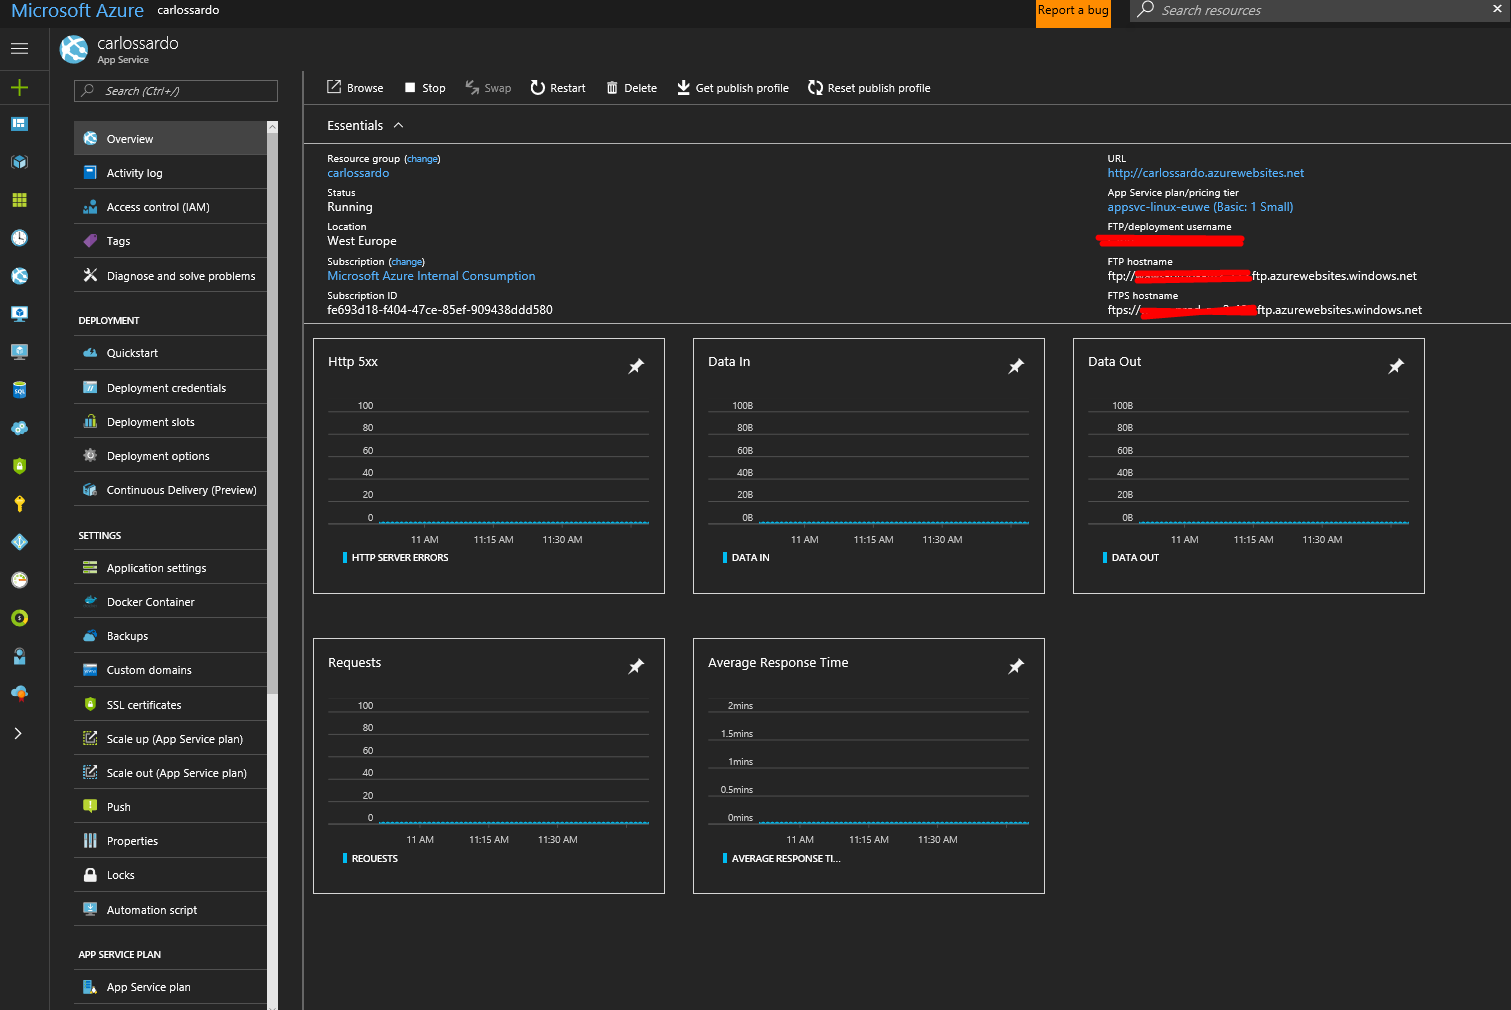 Microsoft Azure carlossardo
Report a bug
Search resources
carlossardo
App Service
Search (Ctrl+/)
Overview
Activity log
Access control (IAM)
Tags
Diagnose and solve problems
DEPLOYMENT
Quickstart
Deployment credentials
Deployment slots
Deployment options
Continuous Delivery (Preview)
SETTINGS
Application settings
Docker Container
Backups
Custom domains
SSL certificates
Scale up (App Service plan)
Scale out (App Service plan)
Push
Properties
Locks
Automation script
APP SERVICE PLAN
App Service plan
Browse Stop Swap Restart Delete Get publish profile Reset publish profile
Essentials
Resource group (change)
carlossardo
Status
Running
Location
West Europe
Subscription (change)
Microsoft Azure Internal Consumption
Subscription ID
fe693d18-f404-47ce-85ef-909438ddd580
URL
http://carlossardo.azurewebsites.net
App Service plan/pricing tier
appsvc-linux-euwe (Basic: 1 Small)
FTP/deployment username
FTP hostname
ftp:// .ftp.azurewebsites.windows.net
FTPS hostname
ftps:// ftp.azurewebsites.windows.net
Http 5xx
100
80
60
40
20
0
11 AM 11:15 AM 11:30 AM
HTTP SERVER ERRORS
Data In
100B
80B
60B
40B
20B
0B
11 AM 11:15 AM 11:30 AM
DATA IN
Data Out
100B
80B
60B
40B
20B
0B
11 AM 11:15 AM 11:30 AM
DATA OUT
Requests
100
80
60
40
20
0
11 AM 11:15 AM 11:30 AM
REQUESTS
Average Response Time
2mins
1.5mins
1mins
0.5mins
0mins
11 AM 11:15 AM 11:30 AM
AVERAGE RESPONSE TI...